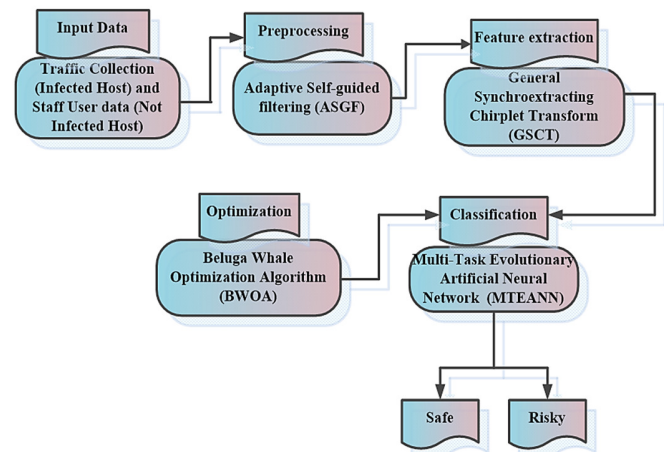 Input Data
Traffic Collection
(Infected Host) and
Staff User data (Not
Infected Host)
Preprocessing
Adaptive Self-guided
filtering (ASGF)
Feature extraction
General
Synchroextracting
Chirplet Transform
(GSCT)
Optimization
Beluga Whale
Optimization Algorithm
(BWOA)
Classification
Multi-Task Evolutionary
Artificial Neural
Network (MTEANN)
Safe
Risky